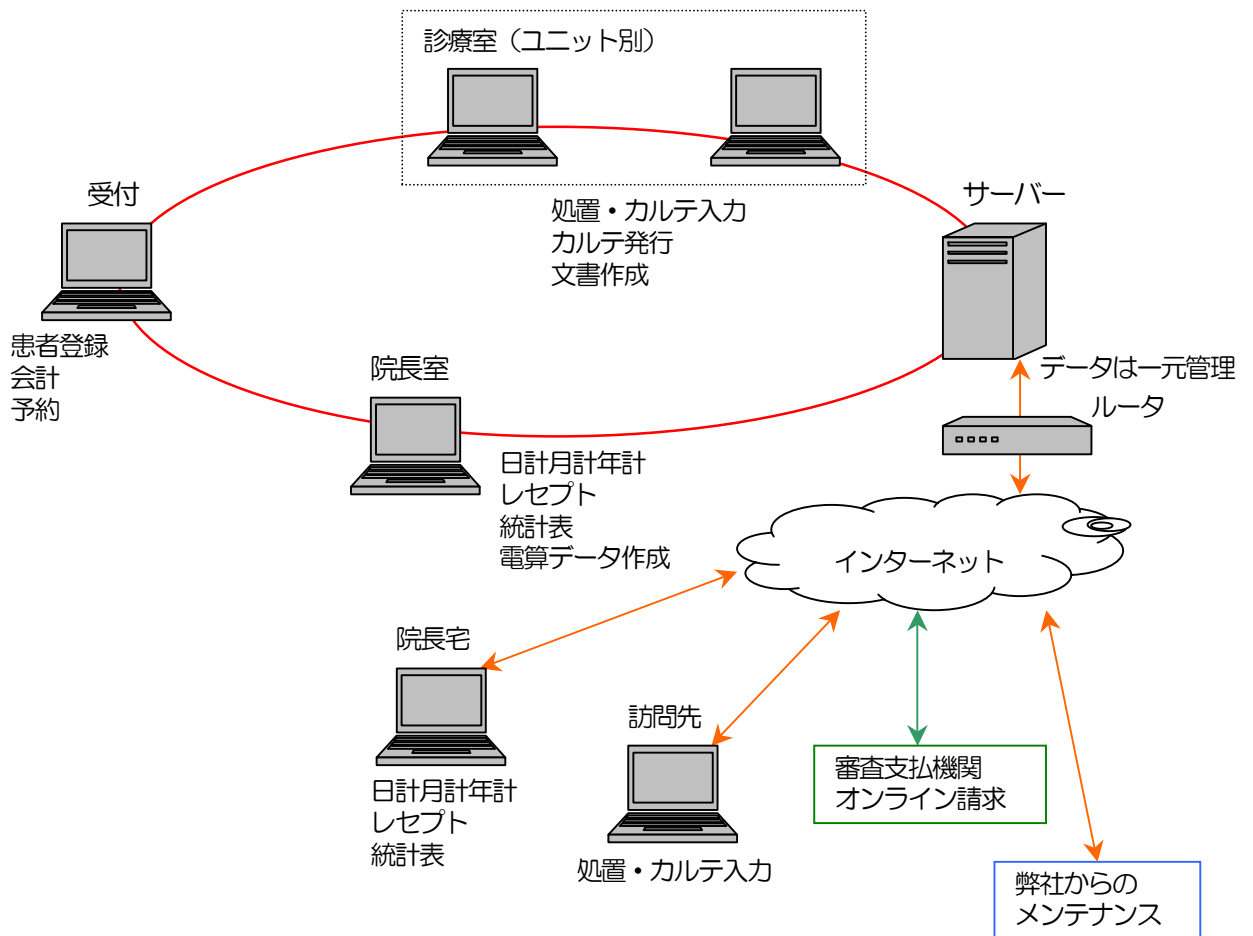 診療室（ユニット別）
処置・カルテ入力
カルテ発行
文書作成
受付
患者登録
会計
予約
サーバー
データは一元管理
ルータ
院長室
日計月計年計
レセプト
統計表
電算データ作成
インターネット
院長宅
日計月計年計
レセプト
統計表
訪問先
処置・カルテ入力
審査支払機関
オンライン請求
弊社からの
メンテナンス